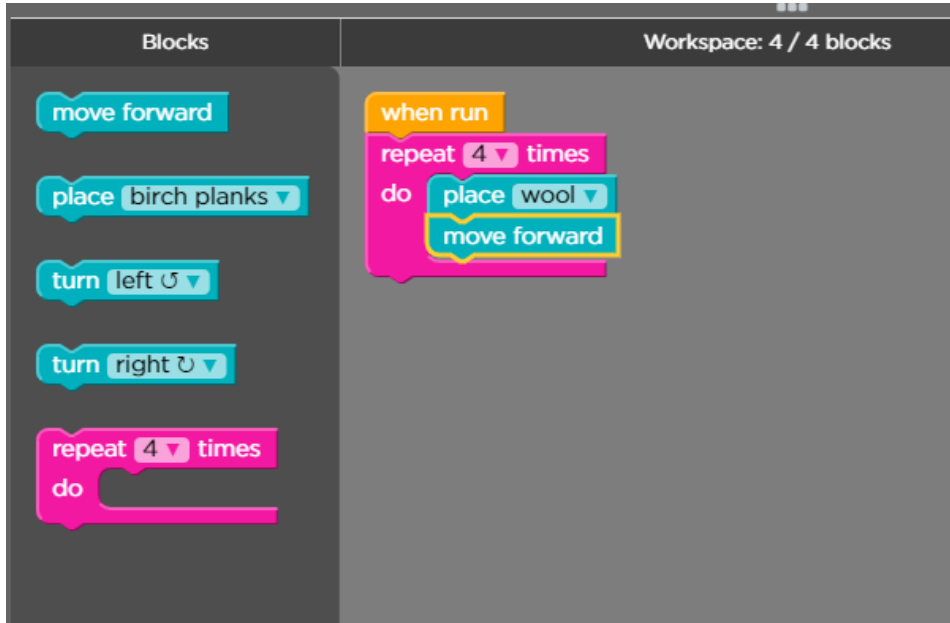 Blocks
Workspace: 4 / 4 blocks
move forward
place birch planks
turn left ↺
turn right ↻
repeat 4 times
do
when run
repeat 4 times
do place wool
move forward